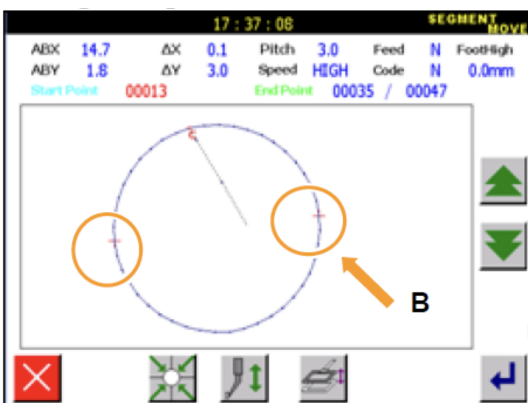 17 : 37 : 08
SEGMENT
MOVE
ABX 14.7 ΔX 0.1 Pitch 3.0 Feed N FootHigh
ABY 1.8 ΔY 3.0 Speed HIGH Code N 0.0mm
Start Point 00013 End Point 00035 / 00047
B